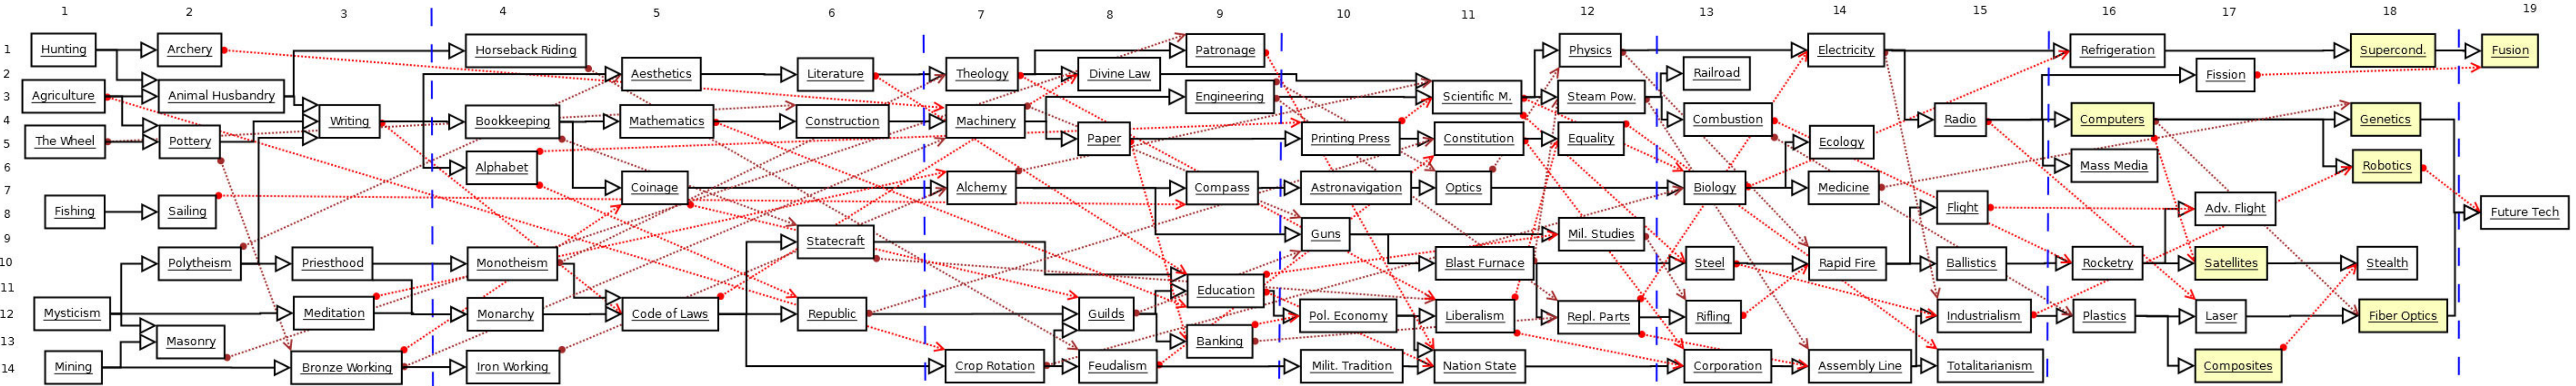 1 2 3 4 5 6 7 8 9 10 11 12 13 14 15 16 17 18 19
1 Hunting Archery Horseback Riding Patronage Physics Electricity Refrigeration Supercond. Fusion
2 Aesthetics Literature Theology Divine Law Railroad Fission
3 Agriculture Animal Husbandry Engineering Scientific M. Steam Pow.
4 Writing Bookkeeping Mathematics Construction Machinery Combustion Radio Computers Genetics
5 The Wheel Pottery Paper Printing Press Constitution Equality Ecology
6 Alphabet Mass Media Robotics
7 Coinage Alchemy Compass Astronavigation Optics Biology Medicine
8 Fishing Sailing Flight Adv. Flight Future Tech
9 Statecraft Guns Mil. Studies
10 Polytheism Priesthood Monotheism Blast Furnace Steel Rapid Fire Ballistics Rocketry Satellites Stealth
11 Education
12 Mysticism Meditation Monarchy Code of Laws Republic Guilds Pol. Economy Liberalism Repl. Parts Rifling Industrialism Plastics Laser Fiber Optics
13 Masonry Banking
14 Mining Bronze Working Iron Working Crop Rotation Feudalism Milit. Tradition Nation State Corporation Assembly Line Totalitarianism Composites